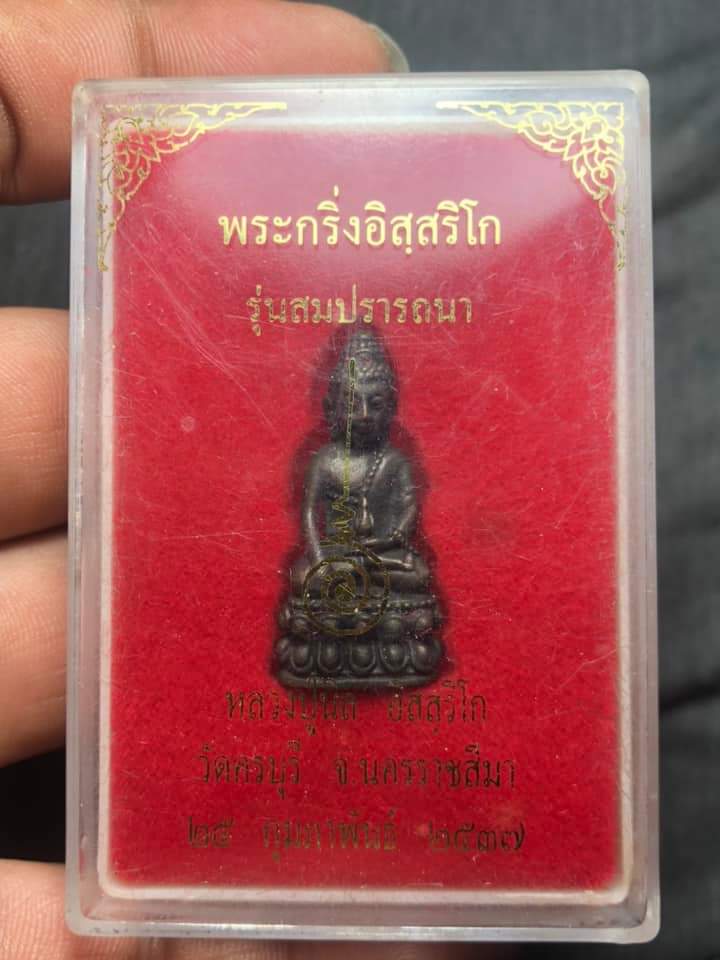 พระกริ่งอิสฺสริโก
รุ่นสมปรารถนา
หลวงปู่นิล อิสฺสริโก
วัดครบุรี จ.นครราชสีมา
๒๕ กุมภาพันธ์ ๒๕๓๗